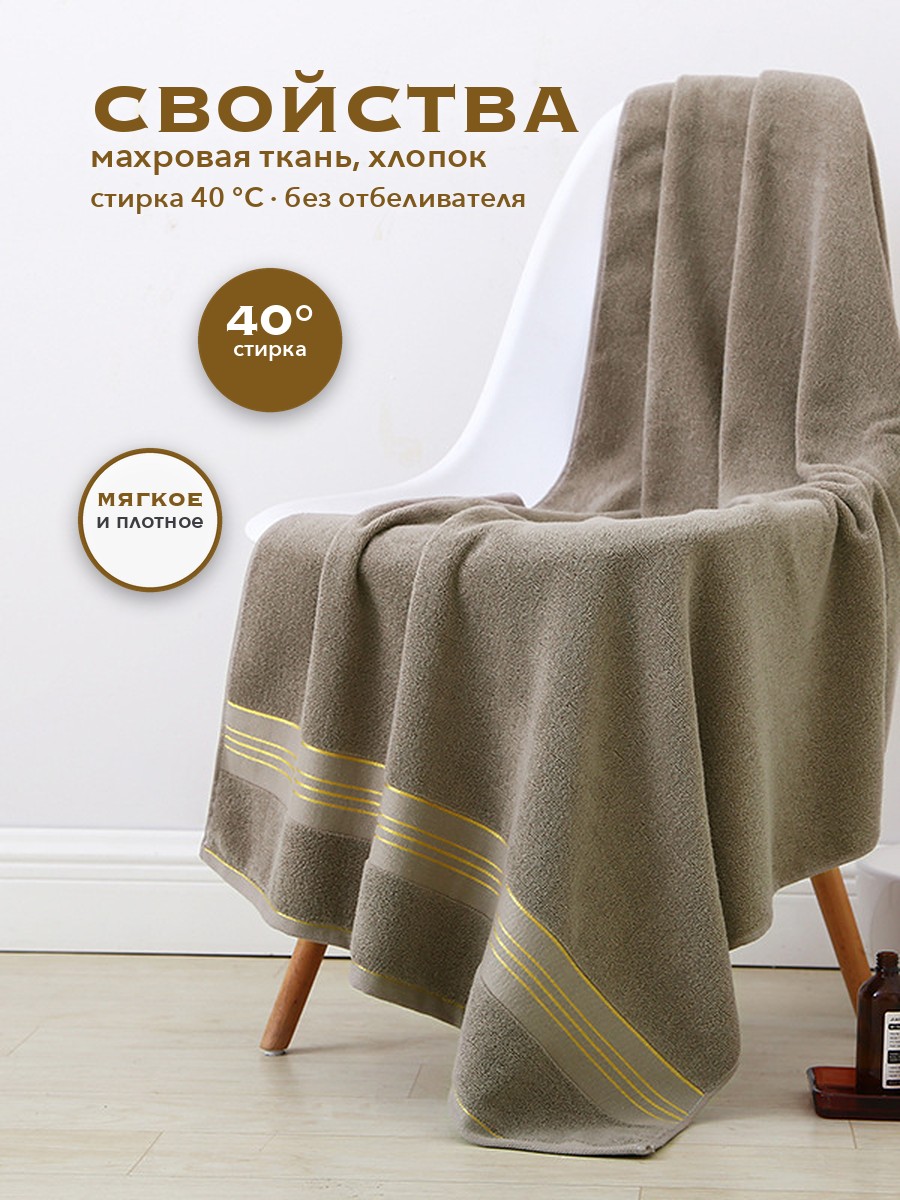 СВОЙСТВА
махровая ткань, хлопок
стирка 40 °C · без отбеливателя
40°
стирка
МЯГКОЕ
и плотное